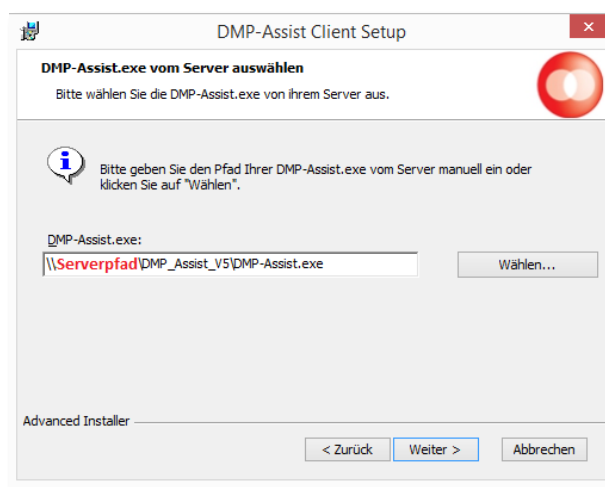 DMP-Assist Client Setup
DMP-Assist.exe vom Server auswählen
Bitte wählen Sie die DMP-Assist.exe von ihrem Server aus.
Bitte geben Sie den Pfad Ihrer DMP-Assist.exe vom Server manuell ein oder
klicken Sie auf "Wählen".
DMP-Assist.exe:
\\Serverpfad\DMP_Assist_V5\DMP-Assist.exe
Wählen...
Advanced Installer
< Zurück
Weiter >
Abbrechen